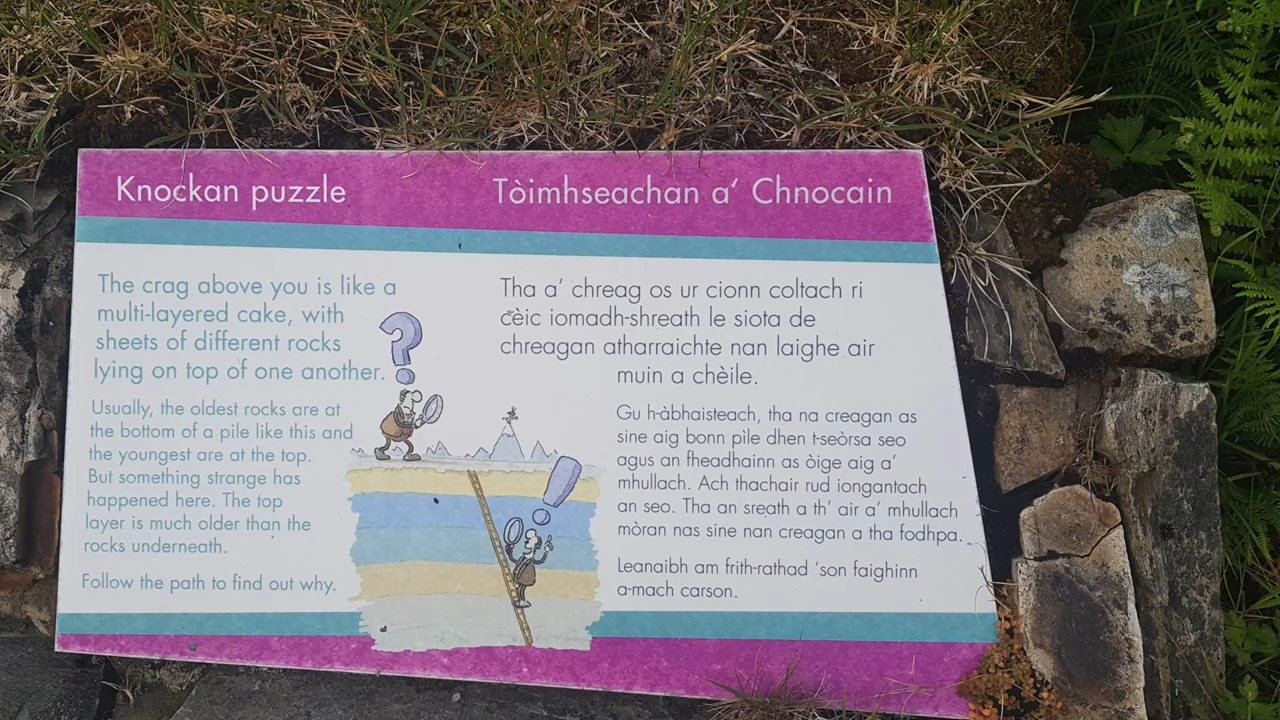 Knockan puzzle
The crag above you is like a
multi-layered cake, with
sheets of different rocks
lying on top of one another.
Usually, the oldest rocks are at
the bottom of a pile like this and
the youngest are at the top.
But something strange has
happened here. The top
layer is much older than the
rocks underneath.
Follow the path to find out why.
?
!
Tòimhseachan a' Chnocain
Tha a' chreag os ur cionn coltach ri
cèic iomadh-shreath le siota de
chreagan atharraichte nan laighe air
muin a chèile.
Gu h-àbhaisteach, tha na creagan as
sine aig bonn pìle dhen t-seòrsa seo
agus an fheadhainn as òige aig a'
mhullach. Ach thachair rud iongantach
an seo. Tha an sreath a th' air a' mhullach
mòran nas sine nan creagan a tha fodhpa.
Leanaibh am frith-rathad 'son faighinn
a-mach carson.